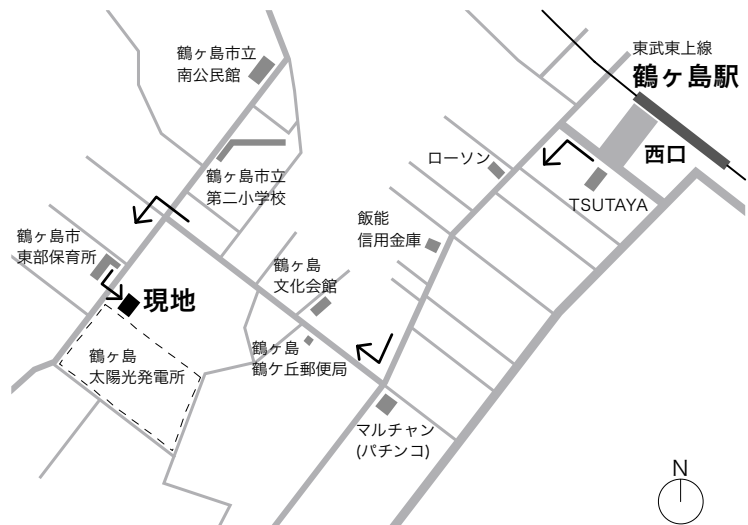 東武東上線
鶴ヶ島駅
西口
TSUTAYA
ローソン
飯能
信用金庫
鶴ヶ島市立
南公民館
鶴ヶ島市立
第二小学校
鶴ヶ島市
東部保育所
現地
鶴ヶ島
太陽光発電所
鶴ヶ島
文化会館
鶴ヶ島
鶴ケ丘郵便局
マルチャン
(パチンコ)
N